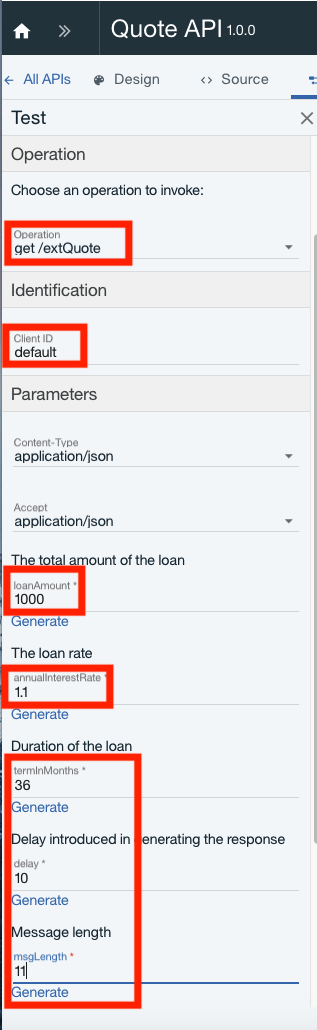 Quote API 1.0.0
All APIs Design Source
Test
Operation
Choose an operation to invoke:
Operation
get /extQuote
Identification
Client ID
default
Parameters
Content-Type
application/json
Accept
application/json
The total amount of the loan
loanAmount *
1000
Generate
The loan rate
annualInterestRate *
1.1
Generate
Duration of the loan
termInMonths *
36
Generate
Delay introduced in generating the response
delay *
10
Generate
Message length
msgLength *
11
Generate